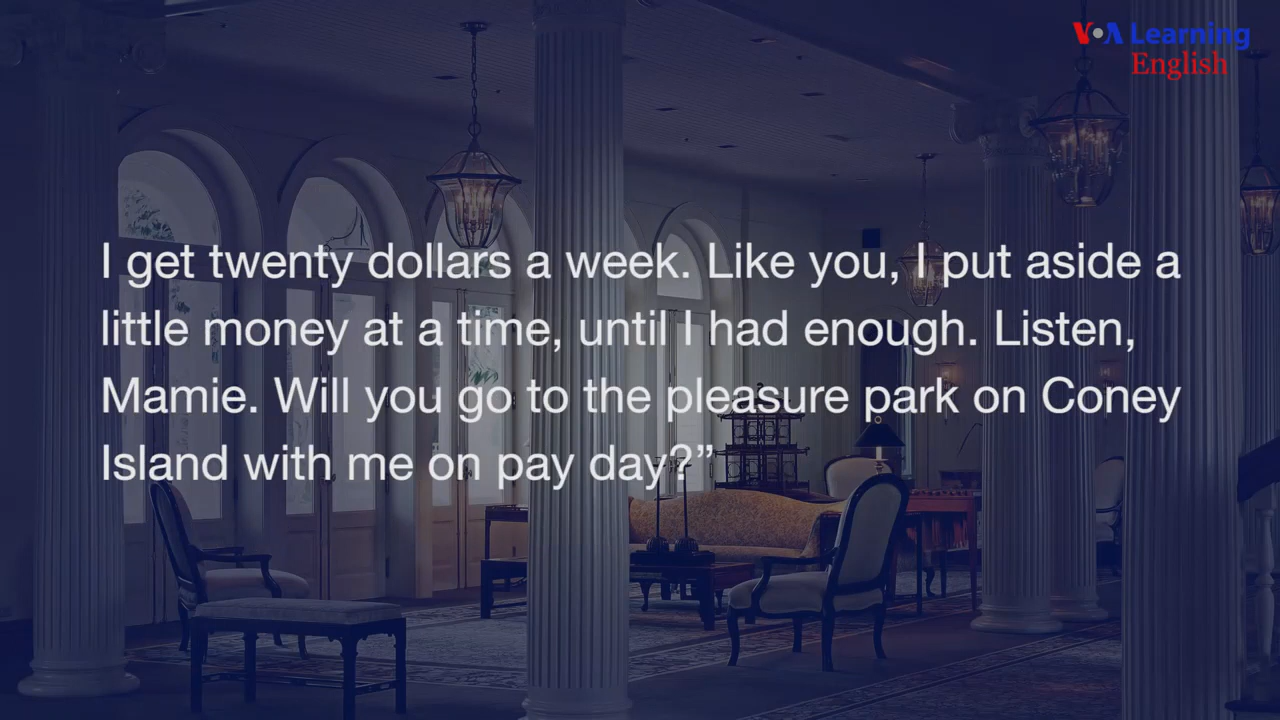 VOA Learning
English
I get twenty dollars a week. Like you, I put aside a
little money at a time, until I had enough. Listen,
Mamie. Will you go to the pleasure park on Coney
Island with me on pay day?”